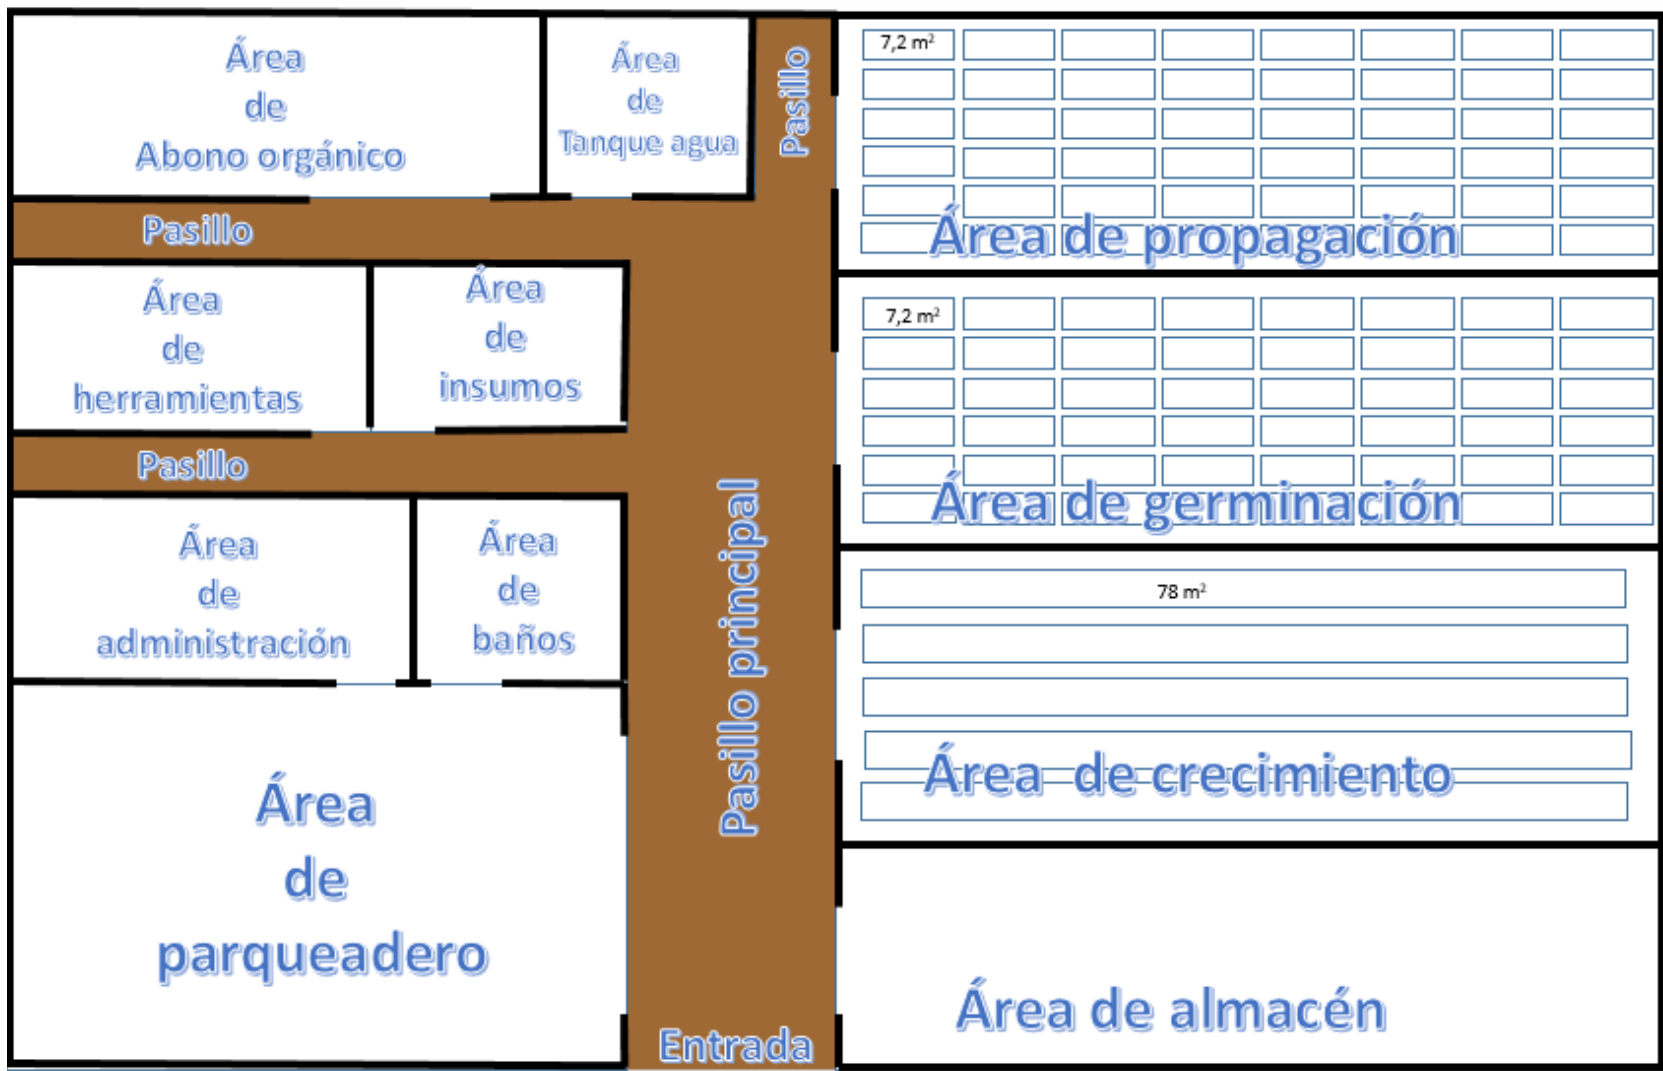 Área
de
Abono orgánico
Área
de
Tanque agua
Pasillo
7,2 m²
Área de propagación
Pasillo
Área
de
herramientas
Área
de
insumos
7,2 m²
Área de germinación
Pasillo
Área
de
administración
Área
de
baños
Pasillo principal
78 m²
Área de crecimiento
Área
de
parqueadero
Área de almacén
Entrada